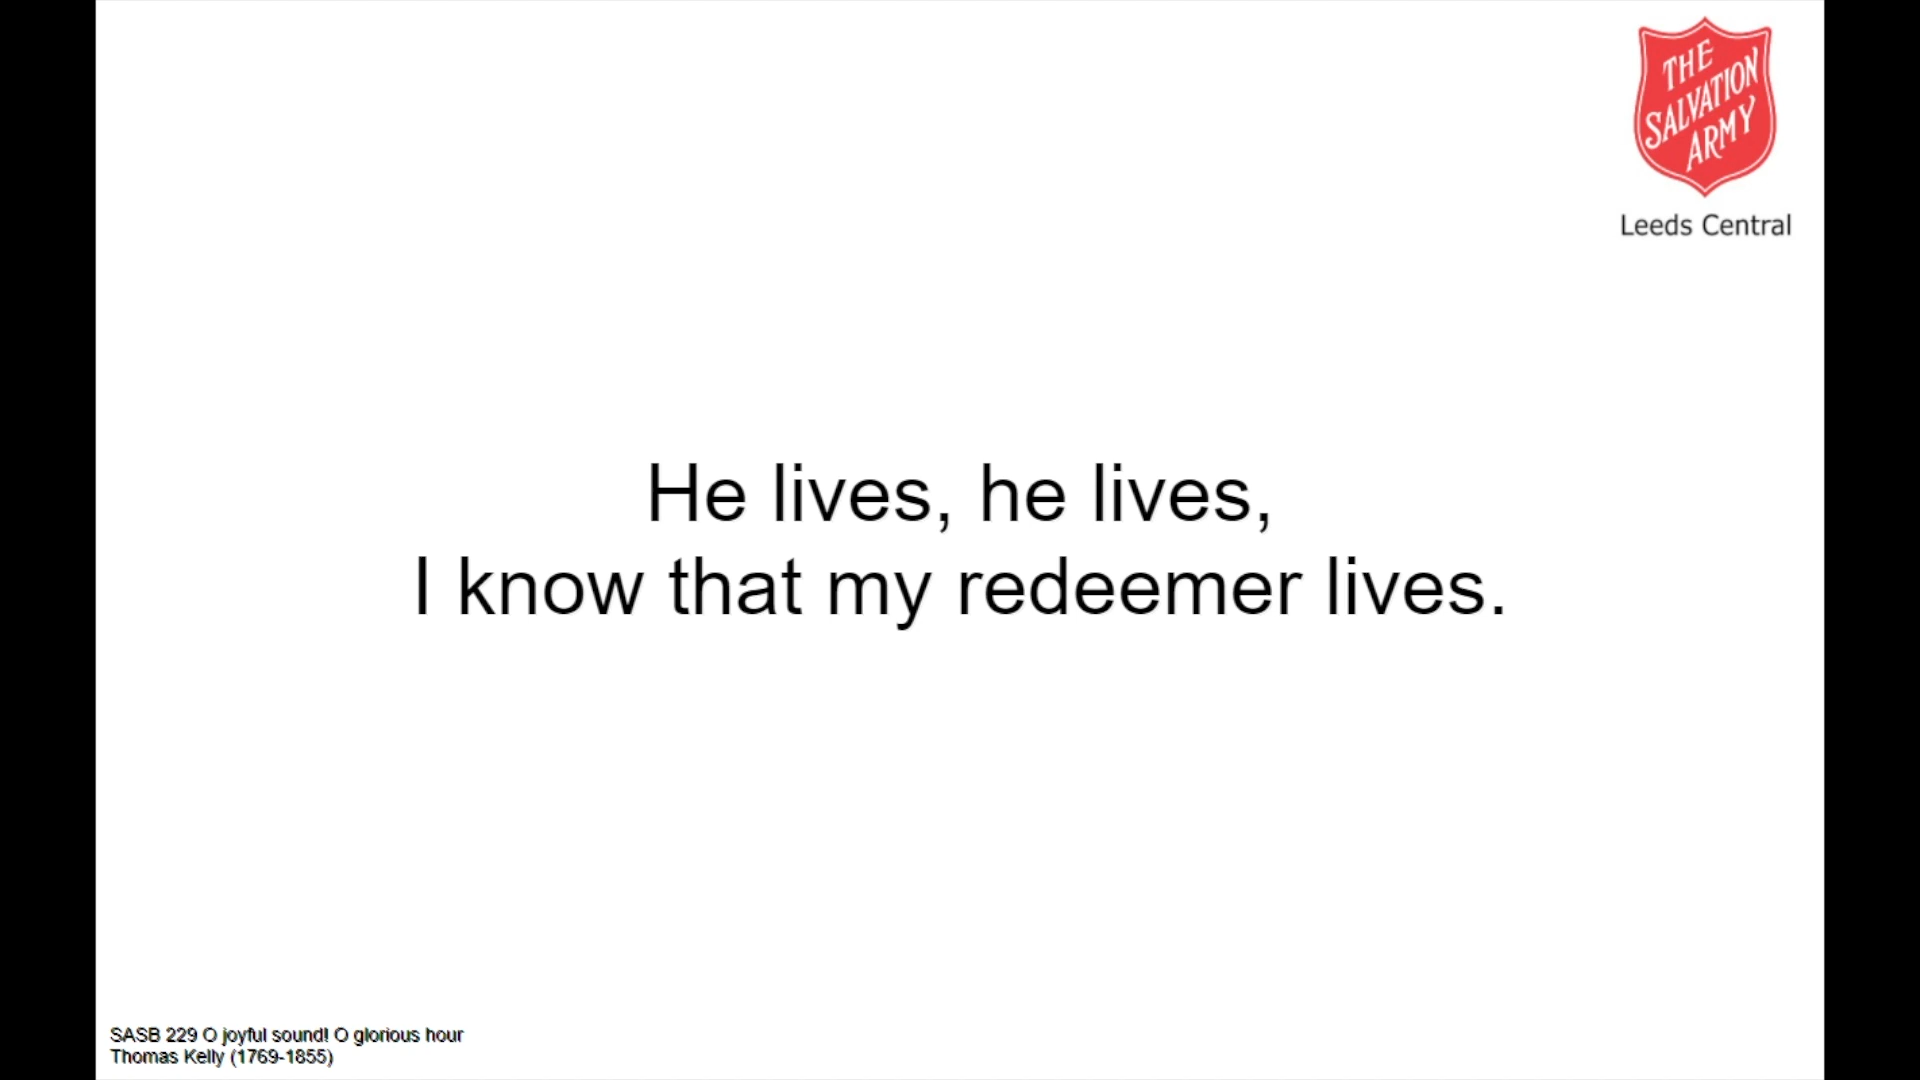 THE
SALVATION
ARMY
Leeds Central
He lives, he lives,
I know that my redeemer lives.
SASB 229 O joyful sound! O glorious hour
Thomas Kelly (1769-1855)